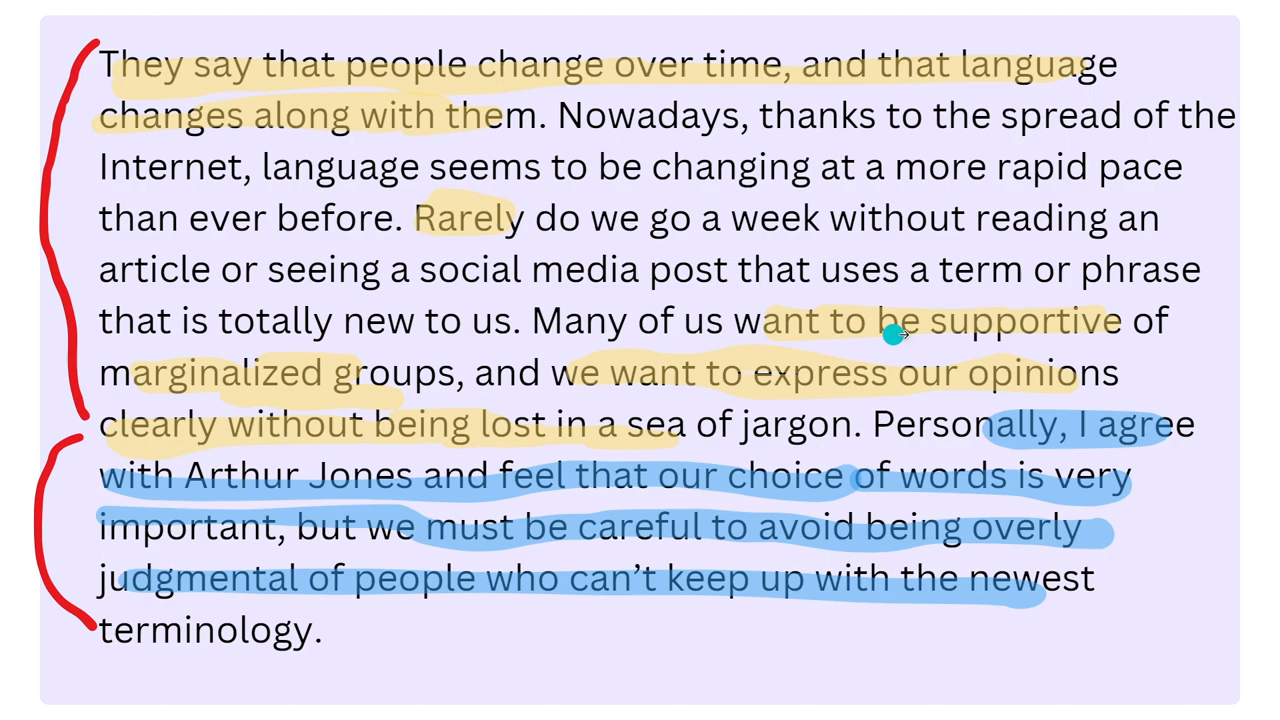 They say that people change over time, and that language
changes along with them. Nowadays, thanks to the spread of the
Internet, language seems to be changing at a more rapid pace
than ever before. Rarely do we go a week without reading an
article or seeing a social media post that uses a term or phrase
that is totally new to us. Many of us want to be supportive of
marginalized groups, and we want to express our opinions
clearly without being lost in a sea of jargon. Personally, I agree
with Arthur Jones and feel that our choice of words is very
important, but we must be careful to avoid being overly
judgmental of people who can’t keep up with the newest
terminology.